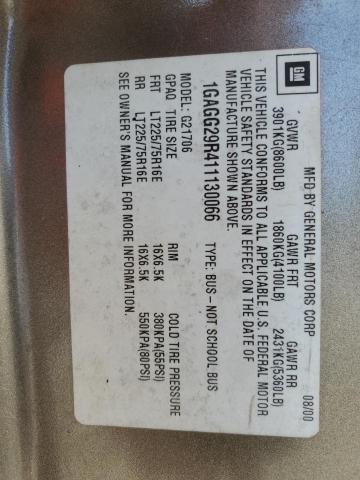 GM
MFD BY GENERAL MOTORS CORP 08/00
GVWR GAWR FRT GAWR RR
3901KG(8600LB) 1860KG(4100LB) 2431KG(5360LB)
THIS VEHICLE CONFORMS TO ALL APPLICABLE U.S. FEDERAL MOTOR
VEHICLE SAFETY STANDARDS IN EFFECT ON THE DATE OF
MANUFACTURE SHOWN ABOVE.
1GAGG29R411130066 TYPE: BUS-NOT SCHOOL BUS
MODEL: G21706
GPAQ TIRE SIZE RIM COLD TIRE PRESSURE
FRT LT225/75R16E 16X6.5K 380KPA(55PSI)
RR LT225/75R16E 16X6.5K 550KPA(80PSI)
SEE OWNER'S MANUAL FOR MORE INFORMATION.